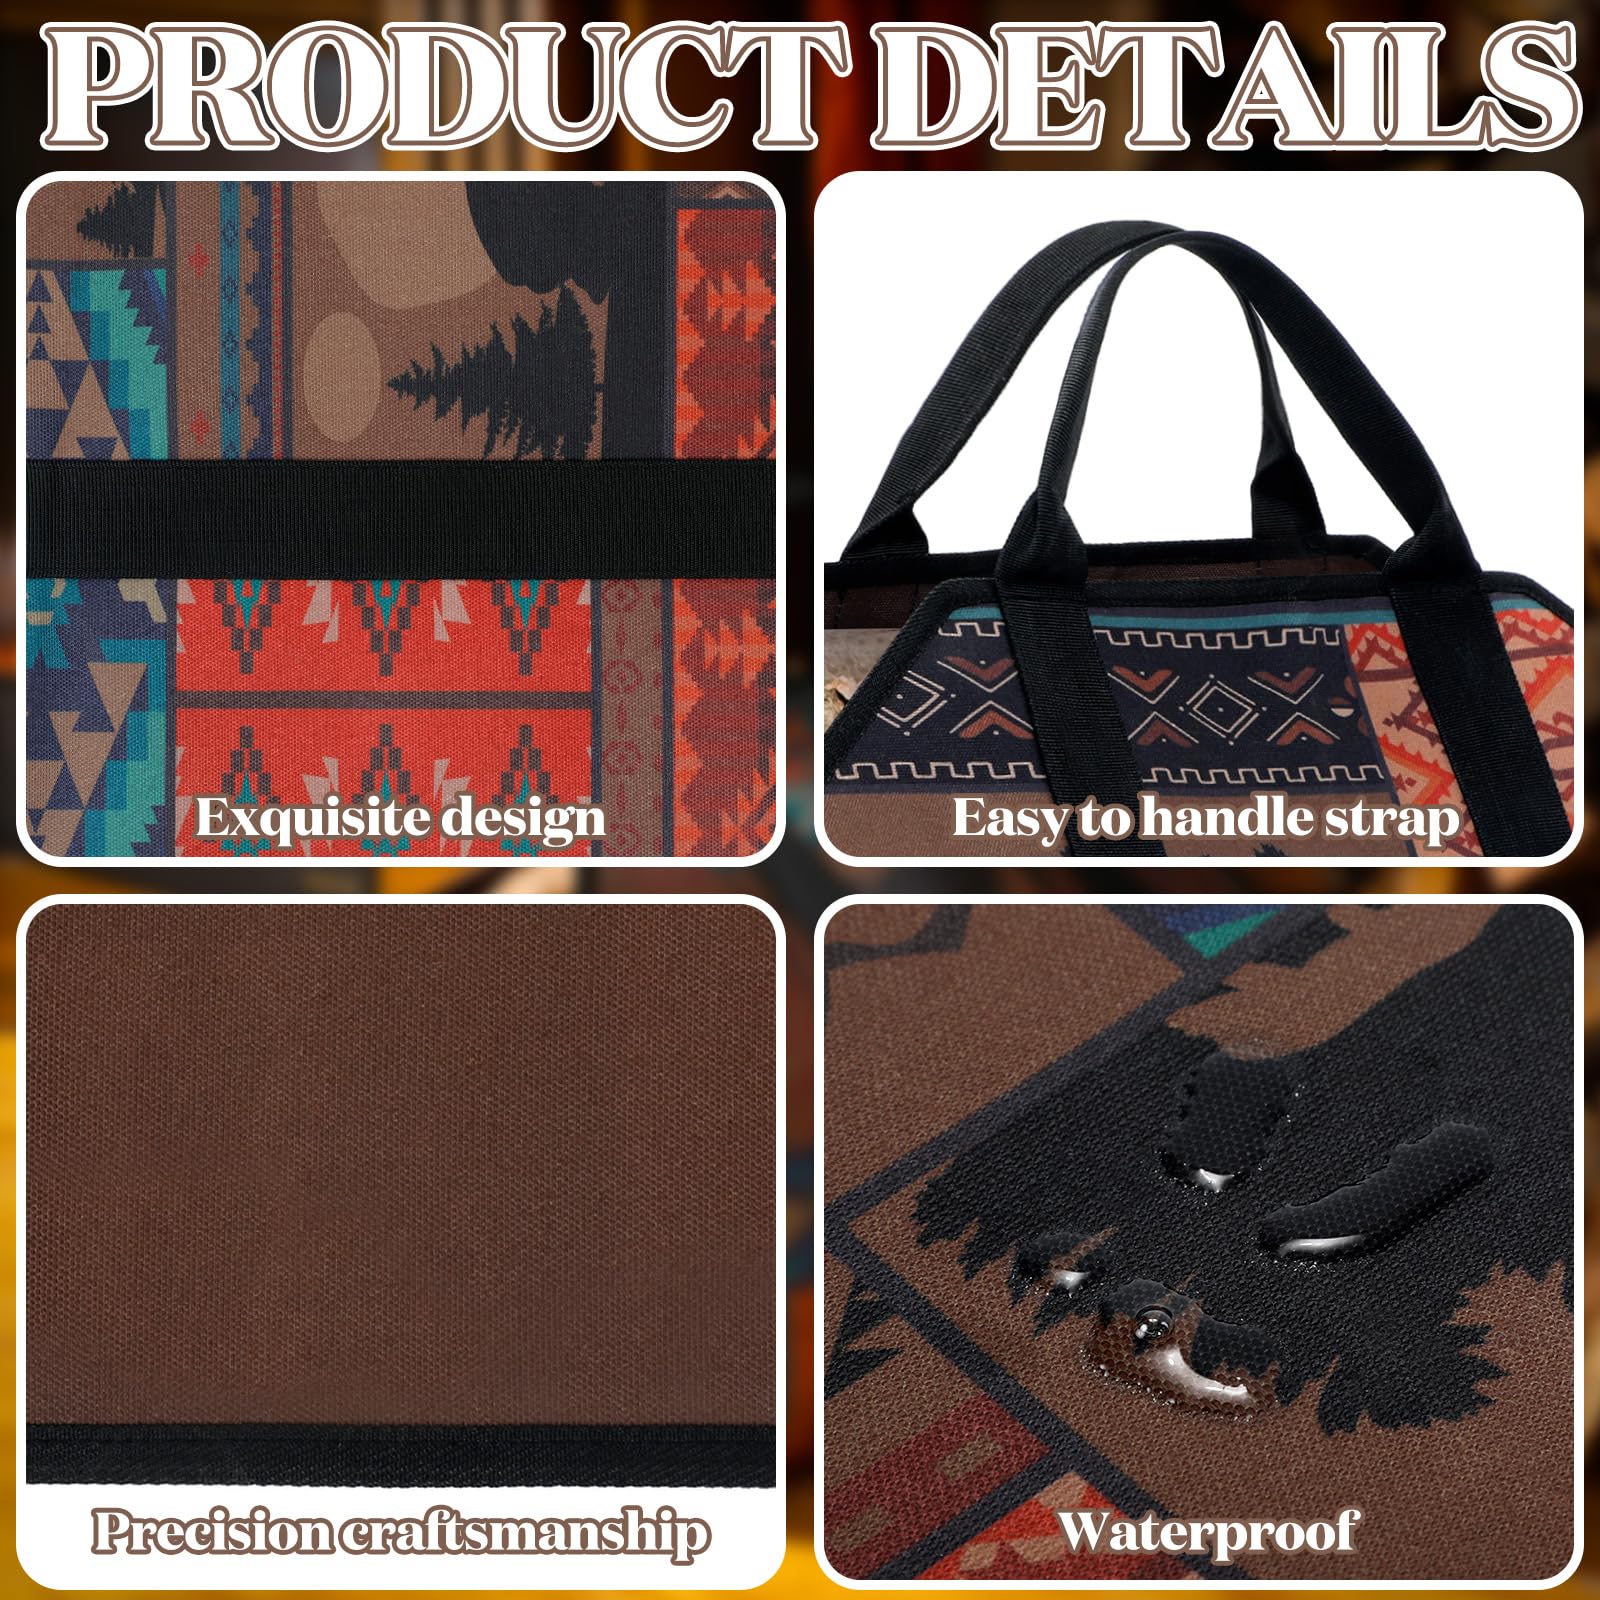 PRODUCT DETAILS
Exquisite design
Easy to handle strap
Precision craftsmanship
Waterproof